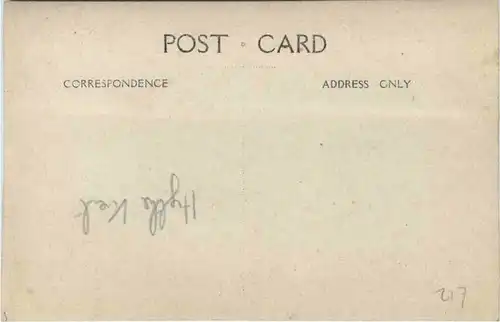 POST CARD
CORRESPONDENCE
ADDRESS ONLY
Hythe Kent
217